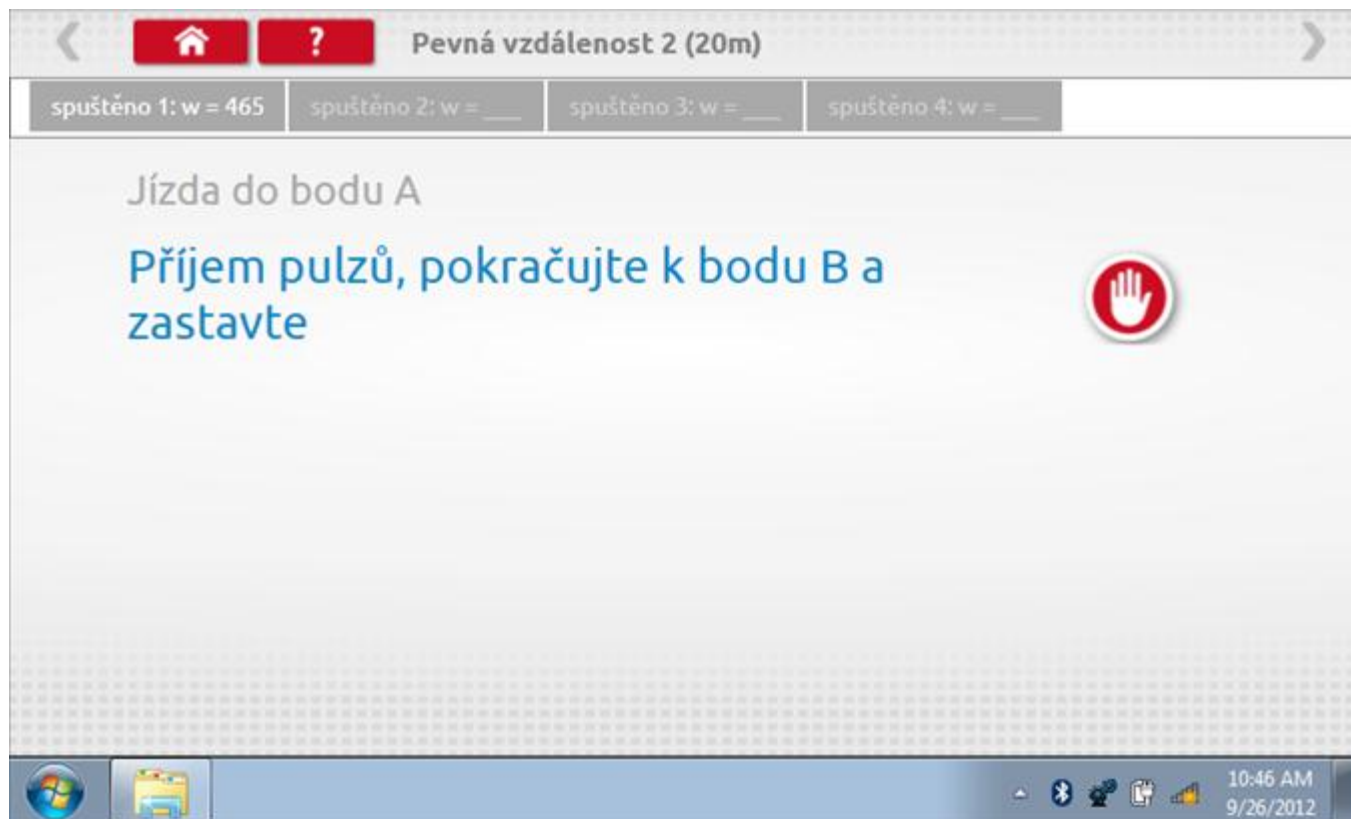 ?
Pevná vzdálenost 2 (20m)
spuštěno 1: w = 465
spuštěno 2: w = ___
spuštěno 3: w = ___
spuštěno 4: w = ___
Jízda do bodu A
Příjem pulzů, pokračujte k bodu B a
zastavte
10:46 AM
9/26/2012